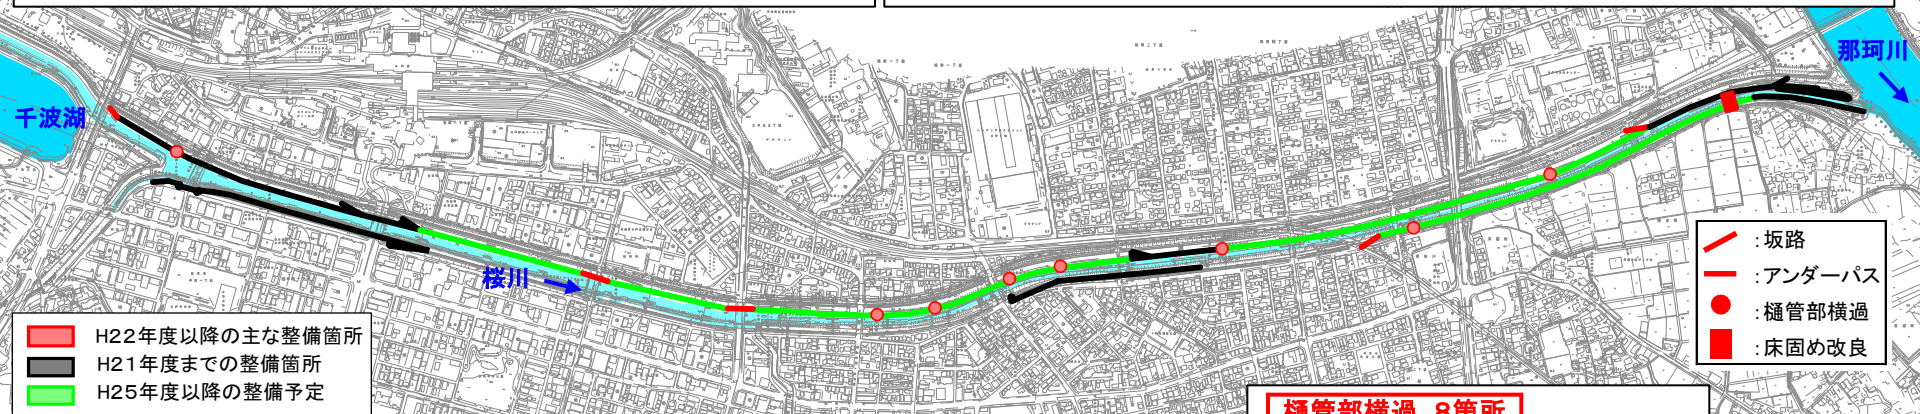 那珂川
千波湖
桜川
H22年度以降の主な整備箇所
H21年度までの整備箇所
H25年度以降の整備予定
:坂路
:アンダーパス
:樋管部横過
:床固め改良
樋管部横過 8箇所